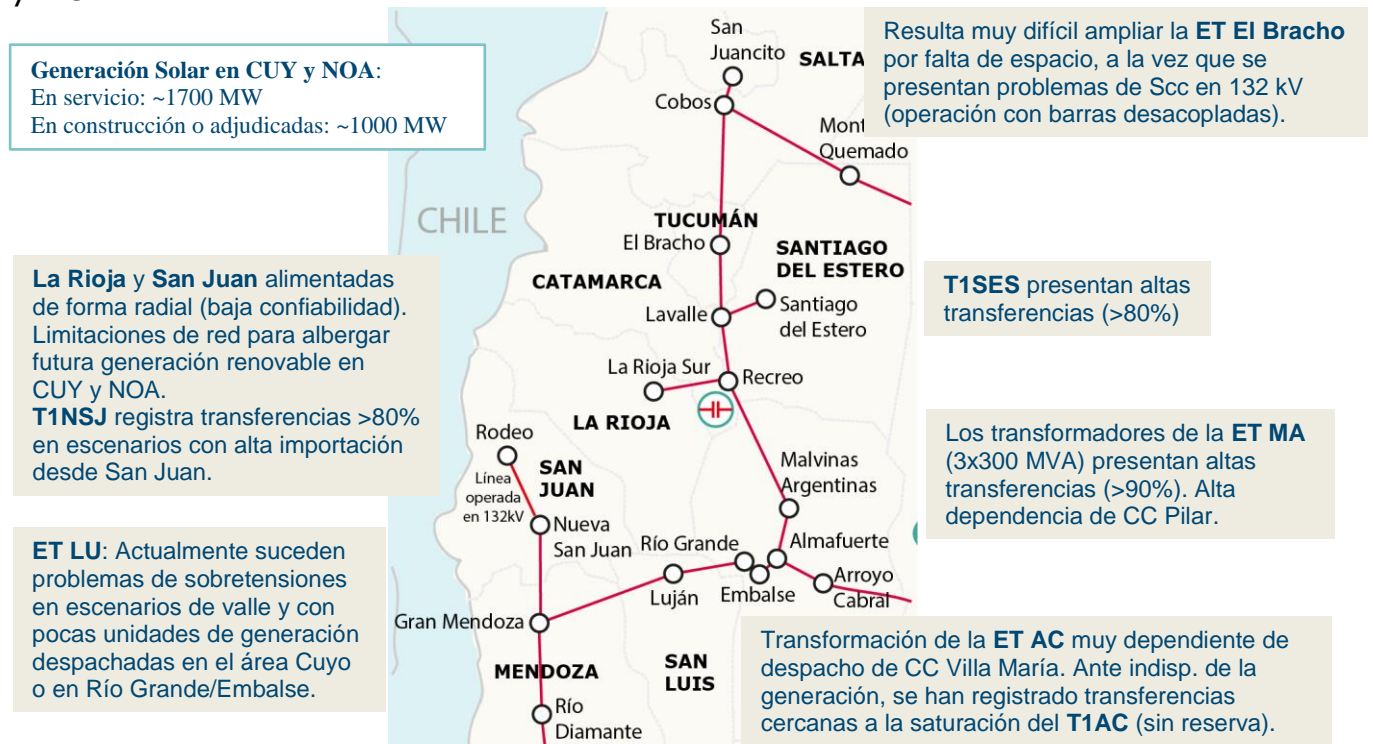 Generación Solar en CUY y NOA:
En servicio: ~1700 MW
En construcción o adjudicadas: ~1000 MW
Resulta muy difícil ampliar la ET El Bracho
por falta de espacio, a la vez que se
presentan problemas de Scc en 132 kV
(operación con barras desacopladas).
La Rioja y San Juan alimentadas
de forma radial (baja confiabilidad).
Limitaciones de red para albergar
futura generación renovable en
CUY y NOA.
T1NSJ registra transferencias >80%
en escenarios con alta importación
desde San Juan.
T1SES presentan altas
transferencias (>80%)
Los transformadores de la ET MA
(3x300 MVA) presentan altas
transferencias (>90%). Alta
dependencia de CC Pilar.
ET LU: Actualmente suceden
problemas de sobretensiones
en escenarios de valle y con
pocas unidades de generación
despachadas en el área Cuyo
o en Río Grande/Embalse.
Transformación de la ET AC muy dependiente de
despacho de CC Villa María. Ante indisp. de la
generación, se han registrado transferencias
cercanas a la saturación del T1AC (sin reserva).
San
Juancito
SALTA
Cobos
Mont
Quemado
CHILE
TUCUMÁN
El Bracho
SANTIAGO
DEL ESTERO
CATAMARCA
Lavalle
Santiago
del Estero
La Rioja Sur
Recreo
LA RIOJA
Rodeo
Línea
operada
en 132kV
SAN
JUAN
Malvinas
Argentinas
Nueva
San Juan
Río Grande
Almafuerte
Luján
Embalse
Arroyo
Cabral
Gran Mendoza
MENDOZA
SAN
LUIS
Río
Diamante